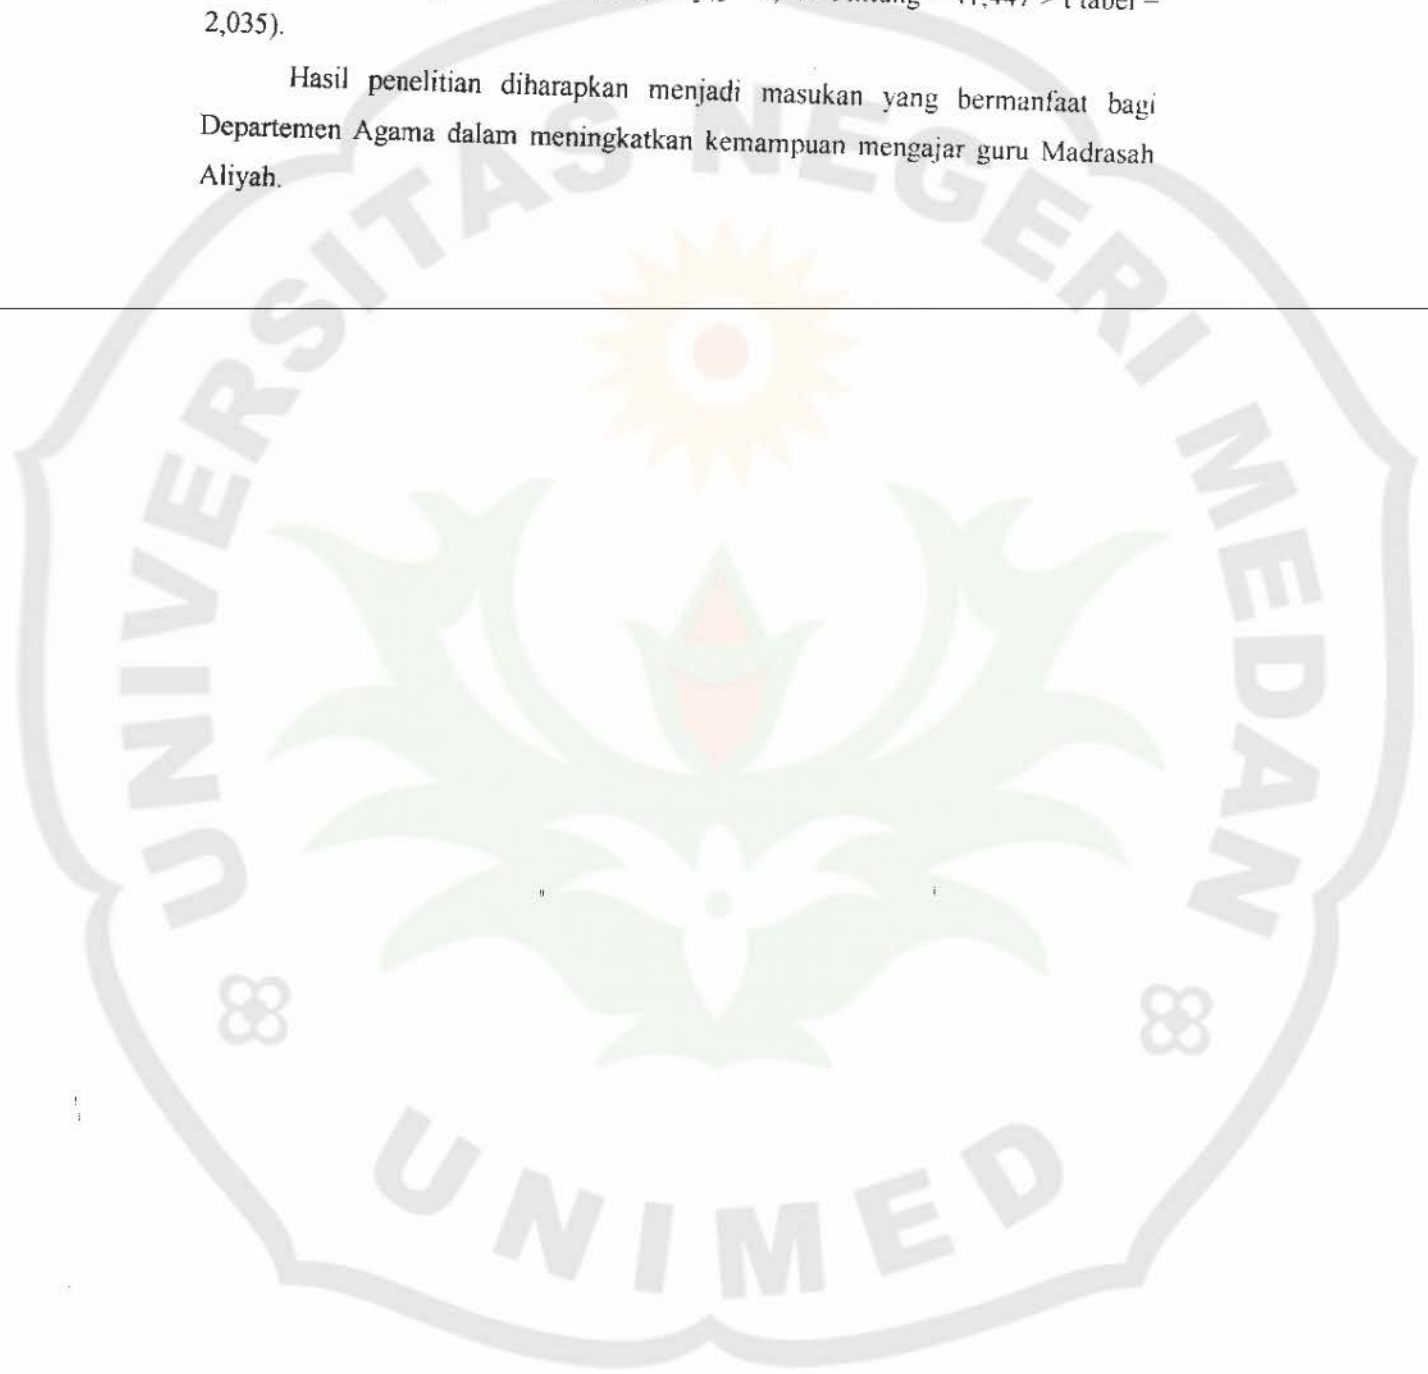 t tabel =
2,035).
Hasil penelitian diharapkan menjadi masukan yang bermanfaat bagi
Departemen Agama dalam meningkatkan kemampuan mengajar guru Madrasah
Aliyah.
UNIVERSITAS NEGERI MEDAN
UNIMED